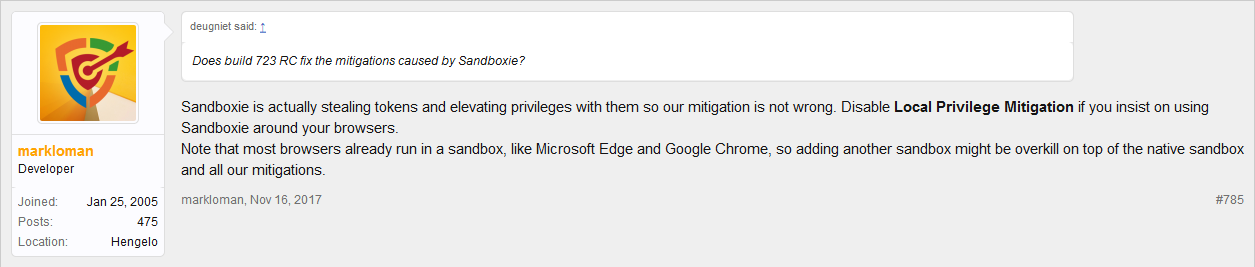 deugniet said: ↑
Does build 723 RC fix the mitigations caused by Sandboxie?
Sandboxie is actually stealing tokens and elevating privileges with them so our mitigation is not wrong. Disable Local Privilege Mitigation if you insist on using
Sandboxie around your browsers.
Note that most browsers already run in a sandbox, like Microsoft Edge and Google Chrome, so adding another sandbox might be overkill on top of the native sandbox
and all our mitigations.
markloman
Developer
Joined: Jan 25, 2005
Posts: 475
Location: Hengelo
markloman, Nov 16, 2017 #785